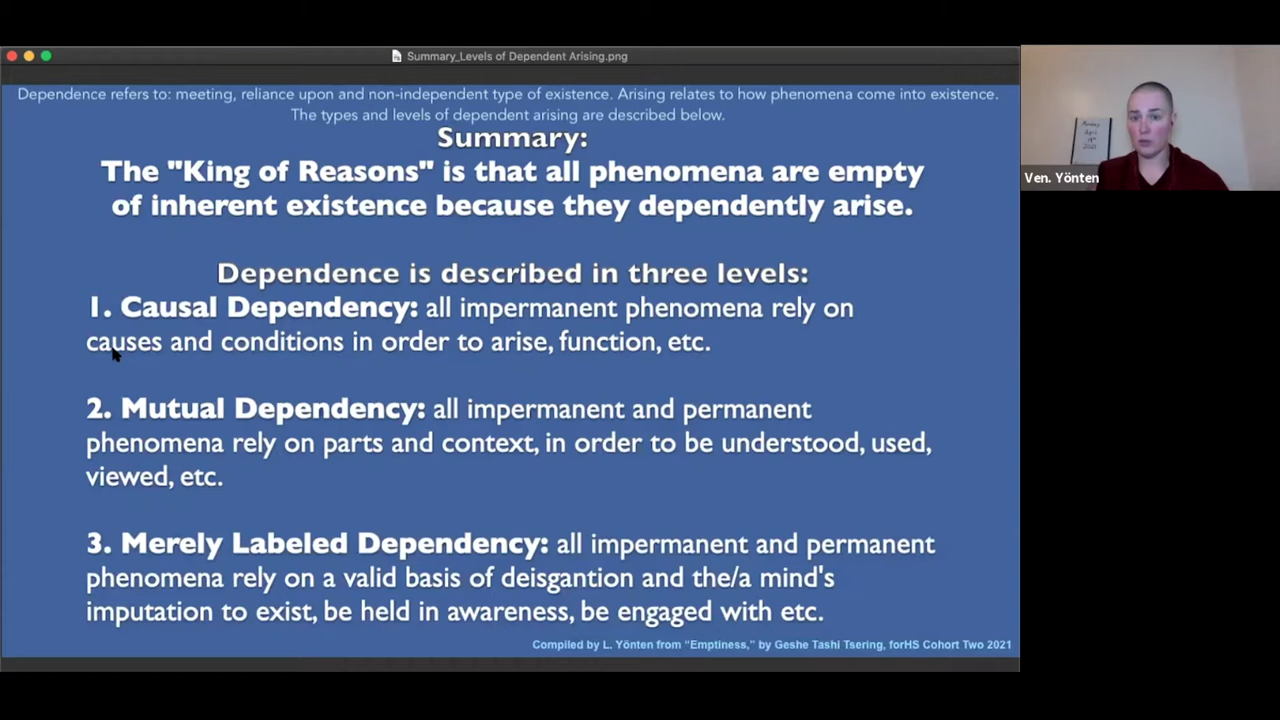 Summary_Levels of Dependent Arising.png
Dependence refers to: meeting, reliance upon and non-independent type of existence. Arising relates to how phenomena come into existence.
The types and levels of dependent arising are described below.
Summary:
The "King of Reasons" is that all phenomena are empty
of inherent existence because they dependently arise.
Dependence is described in three levels:
1. Causal Dependency: all impermanent phenomena rely on
causes and conditions in order to arise, function, etc.
2. Mutual Dependency: all impermanent and permanent
phenomena rely on parts and context, in order to be understood, used,
viewed, etc.
3. Merely Labeled Dependency: all impermanent and permanent
phenomena rely on a valid basis of deisgantion and the/a mind's
imputation to exist, be held in awareness, be engaged with etc.
Compiled by L. Yönten from "Emptiness," by Geshe Tashi Tsering, forHS Cohort Two 2021
Monday
April
19th
2021
Ven. Yönten